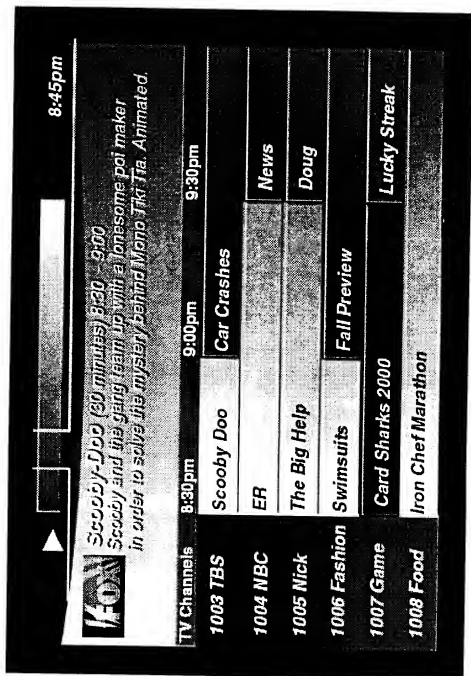 8:45pm
FOX
Scooby-Doo (30 minutes) 8:30 - 9:00
Scooby and the gang team up with a lonesome poi maker
in order to solve the mystery behind Mono Tiki Tia. Animated.
TV Channels 8:30pm 9:00pm 9:30pm
1003 TBS Scooby Doo Car Crashes
1004 NBC ER News
1005 Nick The Big Help Doug
1006 Fashion Swimsuits Fall Preview
1007 Game Card Sharks 2000 Lucky Streak
1008 Food Iron Chef Marathon